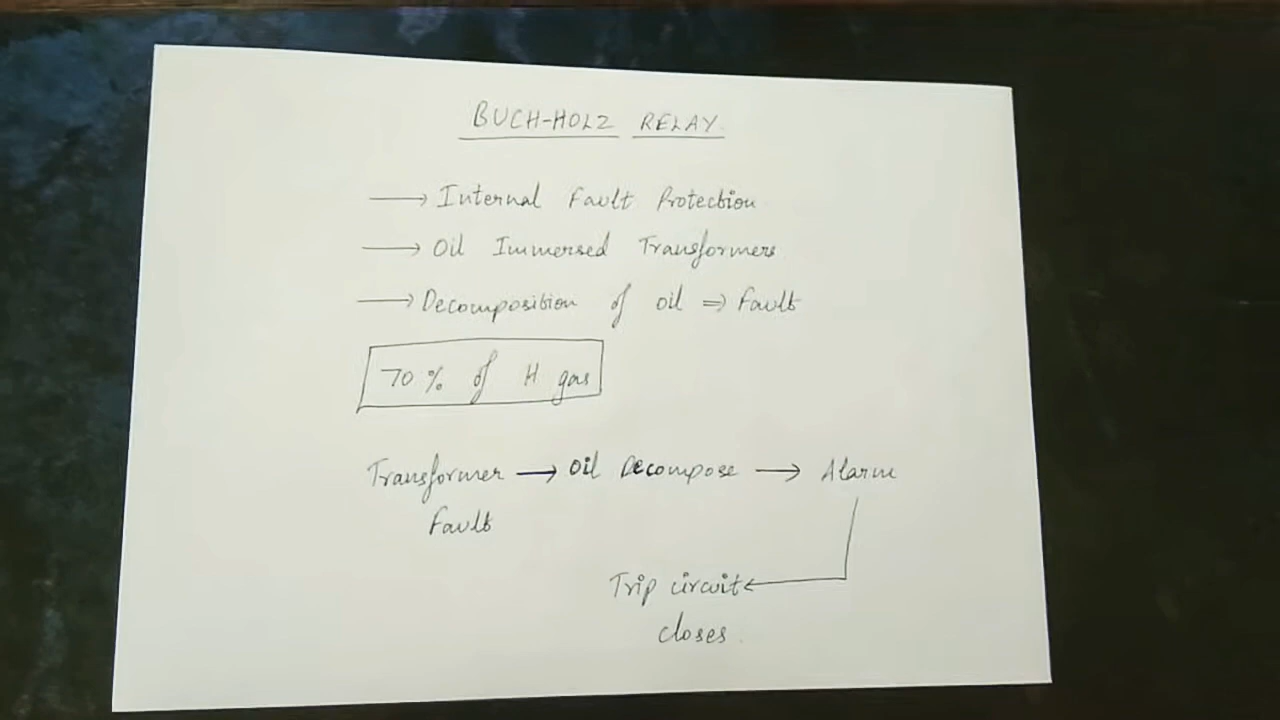 BUCH-HOLZ RELAY
→ Internal Fault Protection
→ Oil Immersed Transformers
→ Decomposition of oil ⇒ Fault
70% of H gas
Transformer → Oil Decompose → Alarm
Fault
Trip circuit
closes